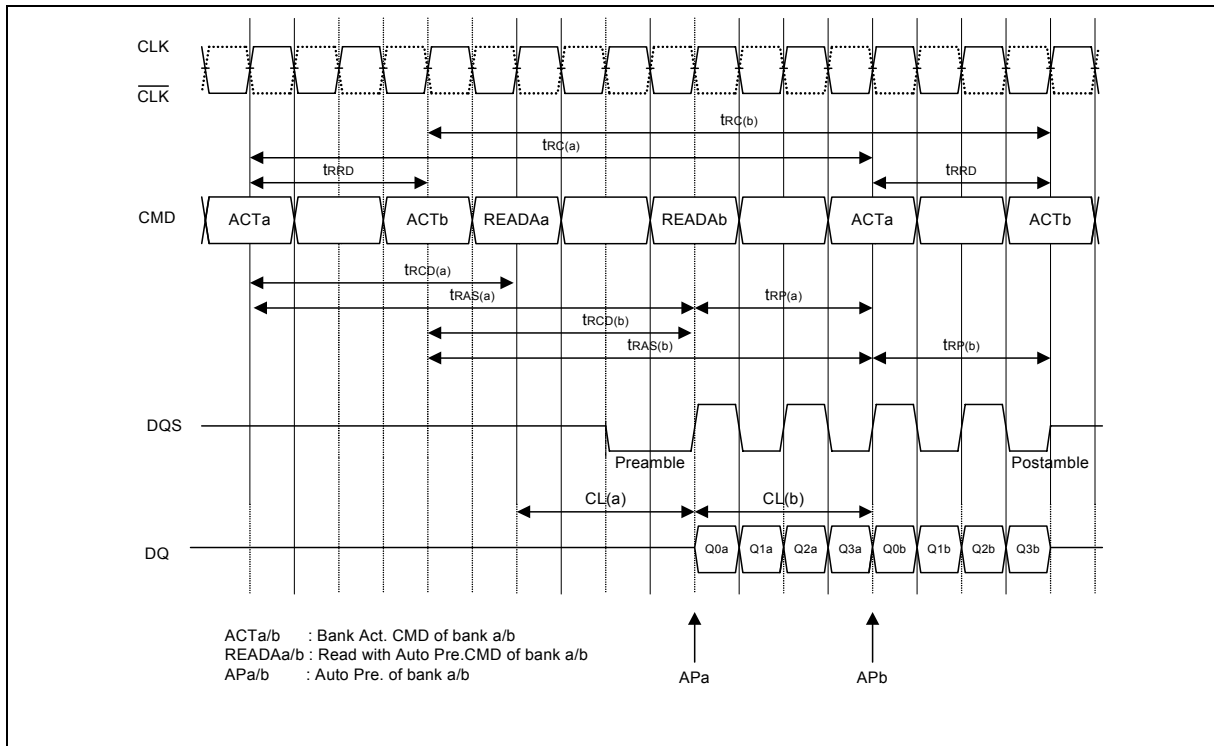 CLK
CLK
tRC(b)
tRC(a)
tRRD
tRRD
CMD
ACTa
ACTb
READAa
READAb
ACTa
ACTb
tRCD(a)
tRAS(a)
tRP(a)
tRCD(b)
tRAS(b)
tRP(b)
DQS
Preamble
Postamble
CL(a)
CL(b)
DQ
Q0a
Q1a
Q2a
Q3a
Q0b
Q1b
Q2b
Q3b
ACTa/b : Bank Act. CMD of bank a/b
READAa/b : Read with Auto Pre.CMD of bank a/b
APa/b : Auto Pre. of bank a/b
APa
APb